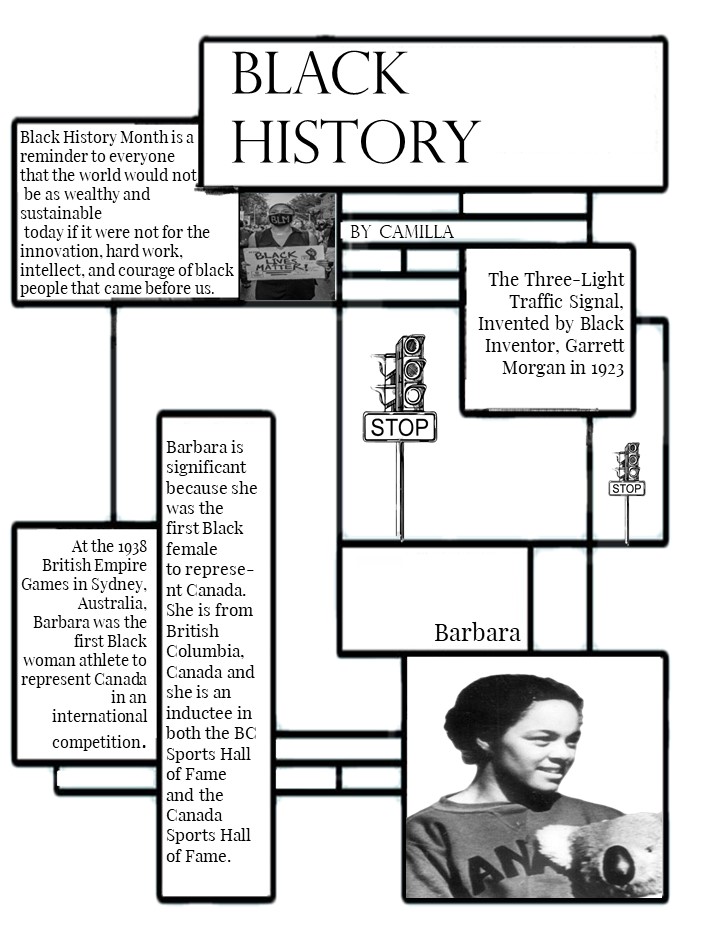 BLACK
HISTORY
Black History Month is a
reminder to everyone
that the world would not
be as wealthy and
sustainable
today if it were not for the
innovation, hard work,
intellect, and courage of black
people that came before us.
BLM
BLACK
LIVES
MATTER!
BY CAMILLA
The Three-Light
Traffic Signal,
Invented by Black
Inventor, Garrett
Morgan in 1923
STOP
STOP
Barbara is
significant
because she
was the
first Black
female
to represe-
nt Canada.
She is from
British
Columbia,
Canada and
she is an
inductee in
both the BC
Sports Hall
of Fame
and the
Canada
Sports Hall
of Fame.
At the 1938
British Empire
Games in Sydney,
Australia,
Barbara was the
first Black
woman athlete to
represent Canada
in an
international
competition.
Barbara
ANA